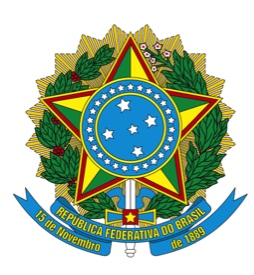 REPÚBLICA FEDERATIVA DO BRASIL
15 de Novembro
de 1889